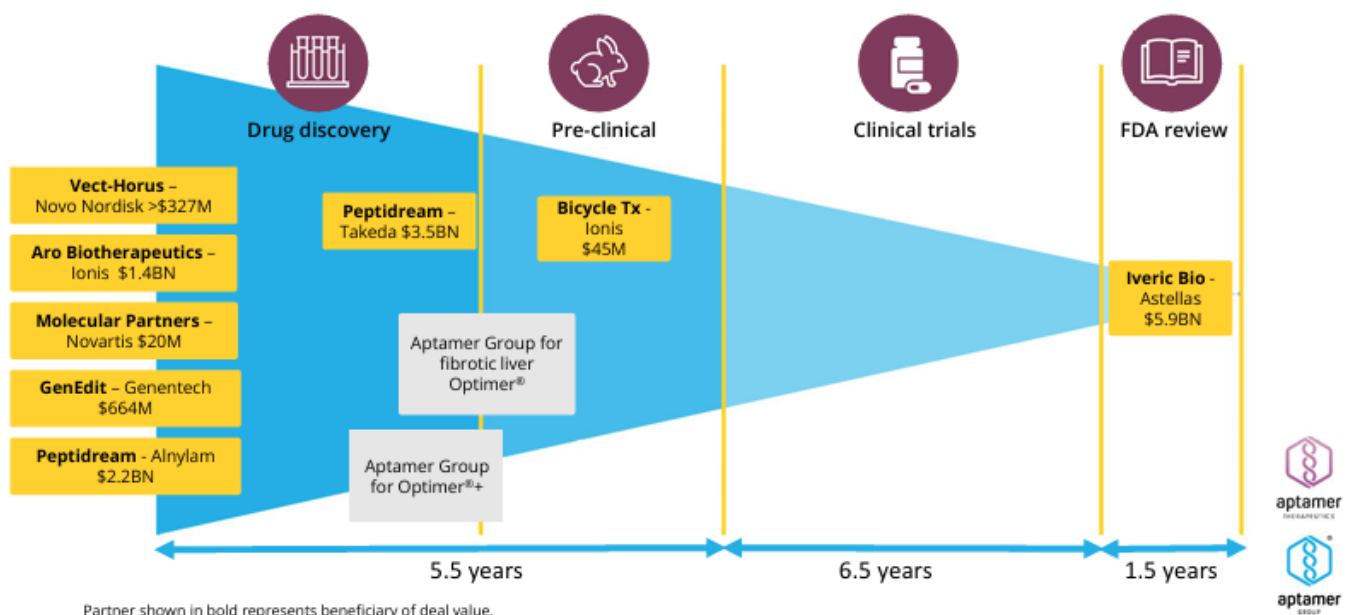 Drug discovery
Pre-clinical
Clinical trials
FDA review
Vect-Horus –
Novo Nordisk >$327M
Aro Biotherapeutics –
Ionis $1.4BN
Molecular Partners –
Novartis $20M
GenEdit – Genentech
$664M
Peptidream - Alnylam
$2.2BN
Peptidream –
Takeda $3.5BN
Bicycle Tx -
Ionis
$45M
Iveric Bio -
Astellas
$5.9BN
Aptamer Group for
fibrotic liver
Optimer®
Aptamer Group
for Optimer®+
5.5 years
6.5 years
1.5 years
aptamer
THERAPEUTICS
aptamer
GROUP
Partner shown in bold represents beneficiary of deal value.